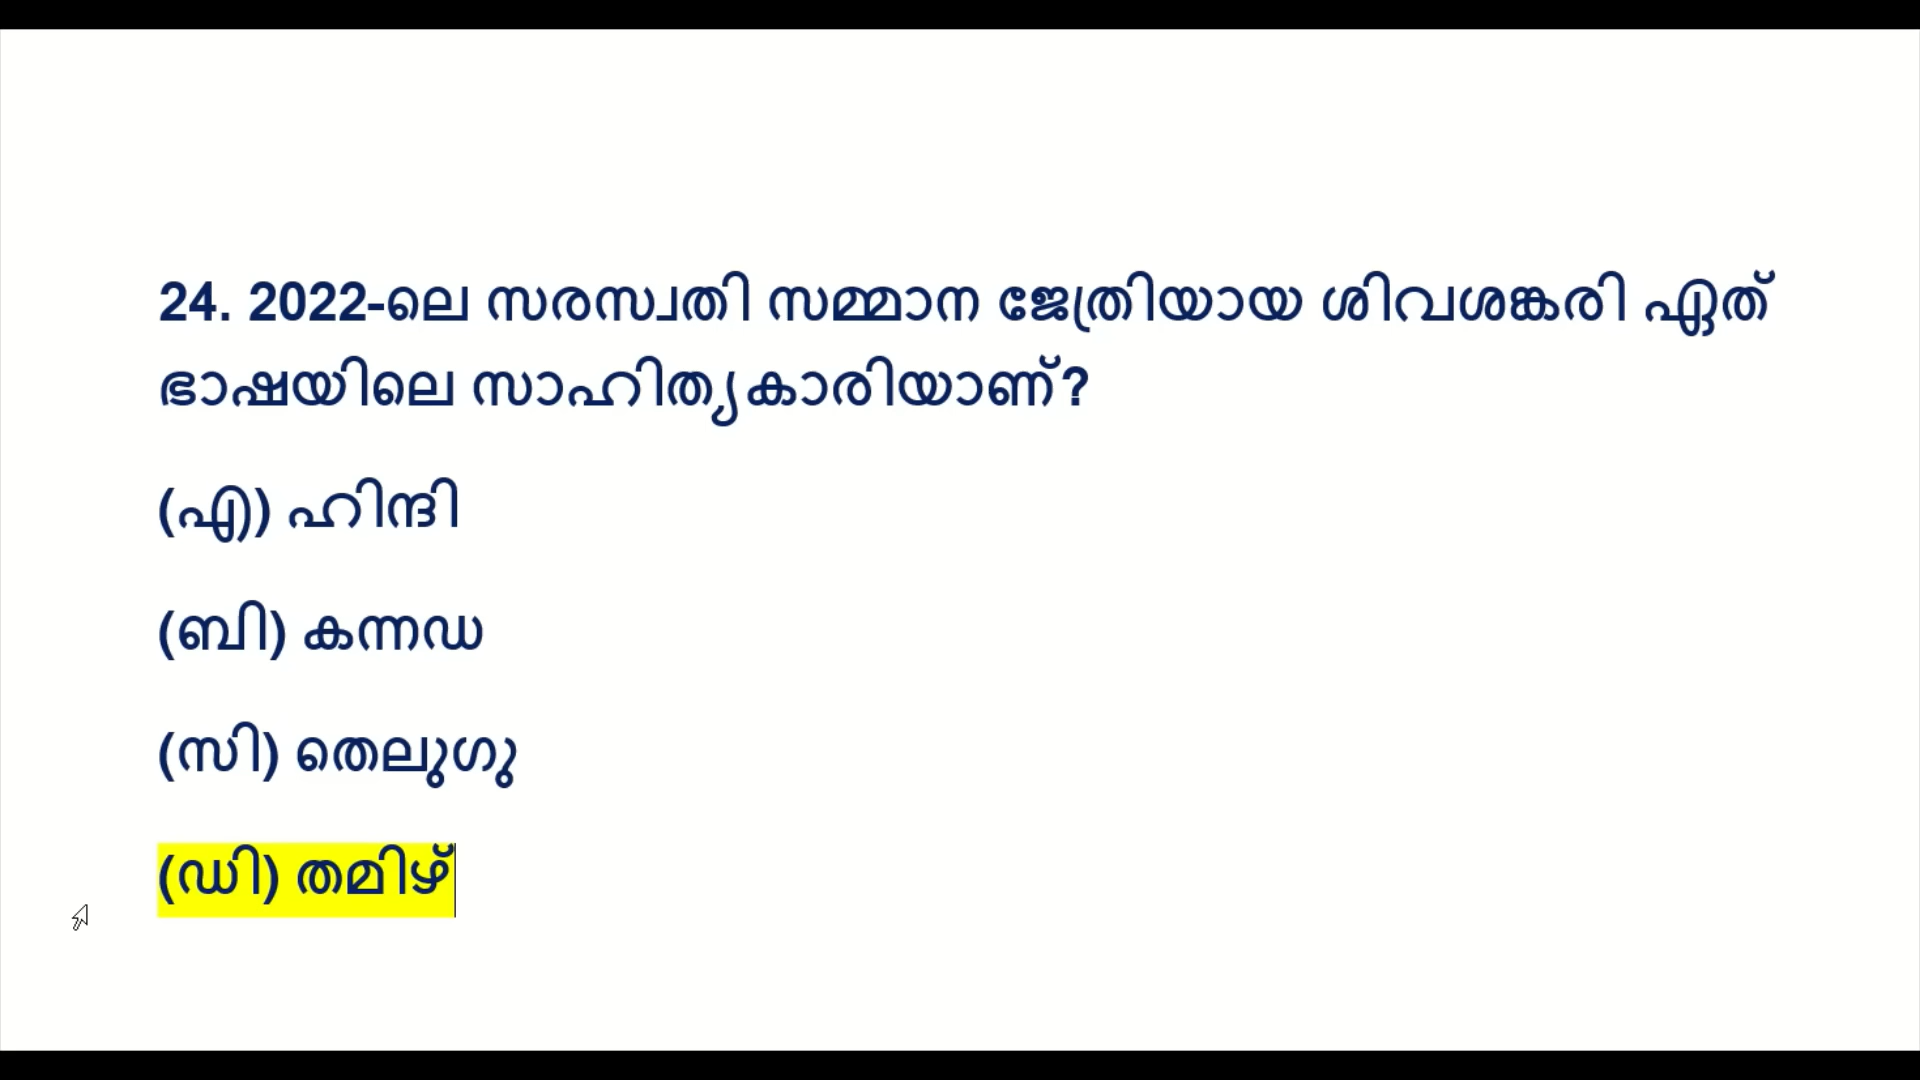 24. 2022-ലെ സരസ്വതി സമ്മാന ജേത്രിയായ ശിവശങ്കരി ഏത്
ഭാഷയിലെ സാഹിത്യകാരിയാണ്?
(എ) ഹിന്ദി
(ബി) കന്നഡ
(സി) തെലുഗു
(ഡി) തമിഴ്